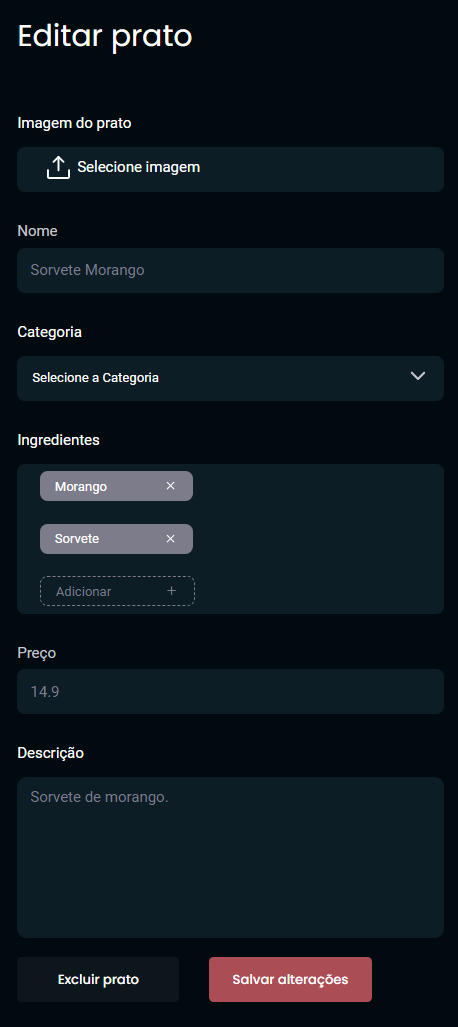 Editar prato
Imagem do prato
Selecione imagem
Nome
Sorvete Morango
Categoria
Selecione a Categoria
Ingredientes
Morango ×
Sorvete ×
Adicionar +
Preço
14.9
Descrição
Sorvete de morango.
Excluir prato Salvar alterações